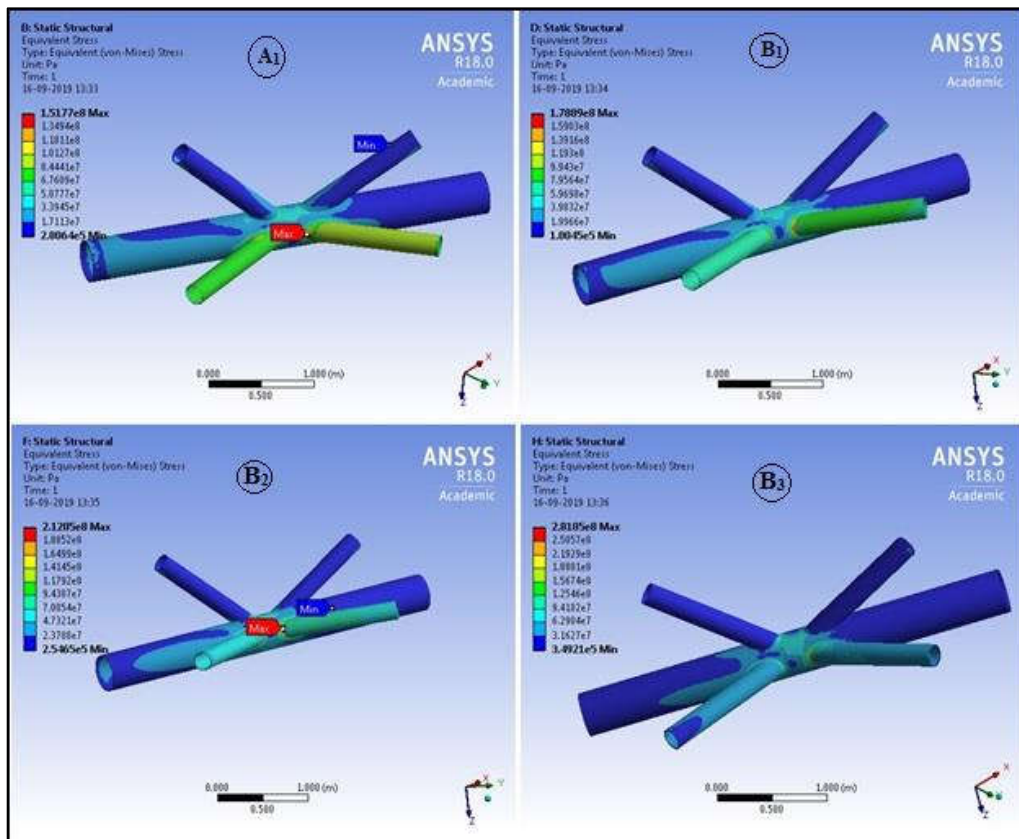 B: Static Structural
Equivalent Stress
Type: Equivalent (von-Mises) Stress
Unit: Pa
Time: 1
16-09-2019 13:33
A1
ANSYS
R18.0
Academic
1.5177e8 Max
1.3494e8
1.1811e8
1.0127e8
8.4441e7
6.7609e7
5.0777e7
3.3945e7
1.7113e7
2.8064e5 Min
Min
Max
0.000
1.000 (m)
0.500
X
Y
Z
D: Static Structural
Equivalent Stress
Type: Equivalent (von-Mises) Stress
Unit: Pa
Time: 1
16-09-2019 13:34
B1
ANSYS
R18.0
Academic
1.7889e8 Max
1.5903e8
1.3916e8
1.193e8
9.943e7
7.9564e7
5.9698e7
3.9832e7
1.9966e7
1.0045e5 Min
0.000
1.000 (m)
0.500
X
Y
Z
F: Static Structural
Equivalent Stress
Type: Equivalent (von-Mises) Stress
Unit: Pa
Time: 1
16-09-2019 13:35
B2
ANSYS
R18.0
Academic
2.1205e8 Max
1.8852e8
1.6499e8
1.4145e8
1.1792e8
9.4387e7
7.0854e7
4.7321e7
2.3788e7
2.5465e5 Min
Min
Max
0.000
1.000 (m)
0.500
X
Y
Z
H: Static Structural
Equivalent Stress
Type: Equivalent (von-Mises) Stress
Unit: Pa
Time: 1
16-09-2019 13:36
B3
ANSYS
R18.0
Academic
2.8185e8 Max
2.5057e8
2.1929e8
1.8801e8
1.5674e8
1.2546e8
9.4182e7
6.2904e7
3.1627e7
3.4921e5 Min
0.000
1.000 (m)
0.500
X
Y
Z